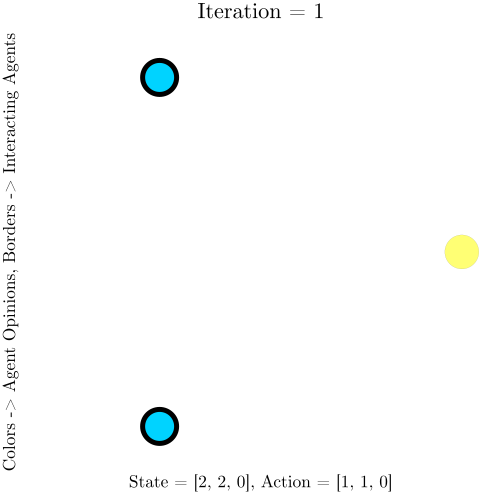 Iteration = 1
Colors -> Agent Opinions, Borders -> Interacting Agents
State = [2, 2, 0], Action = [1, 1, 0]